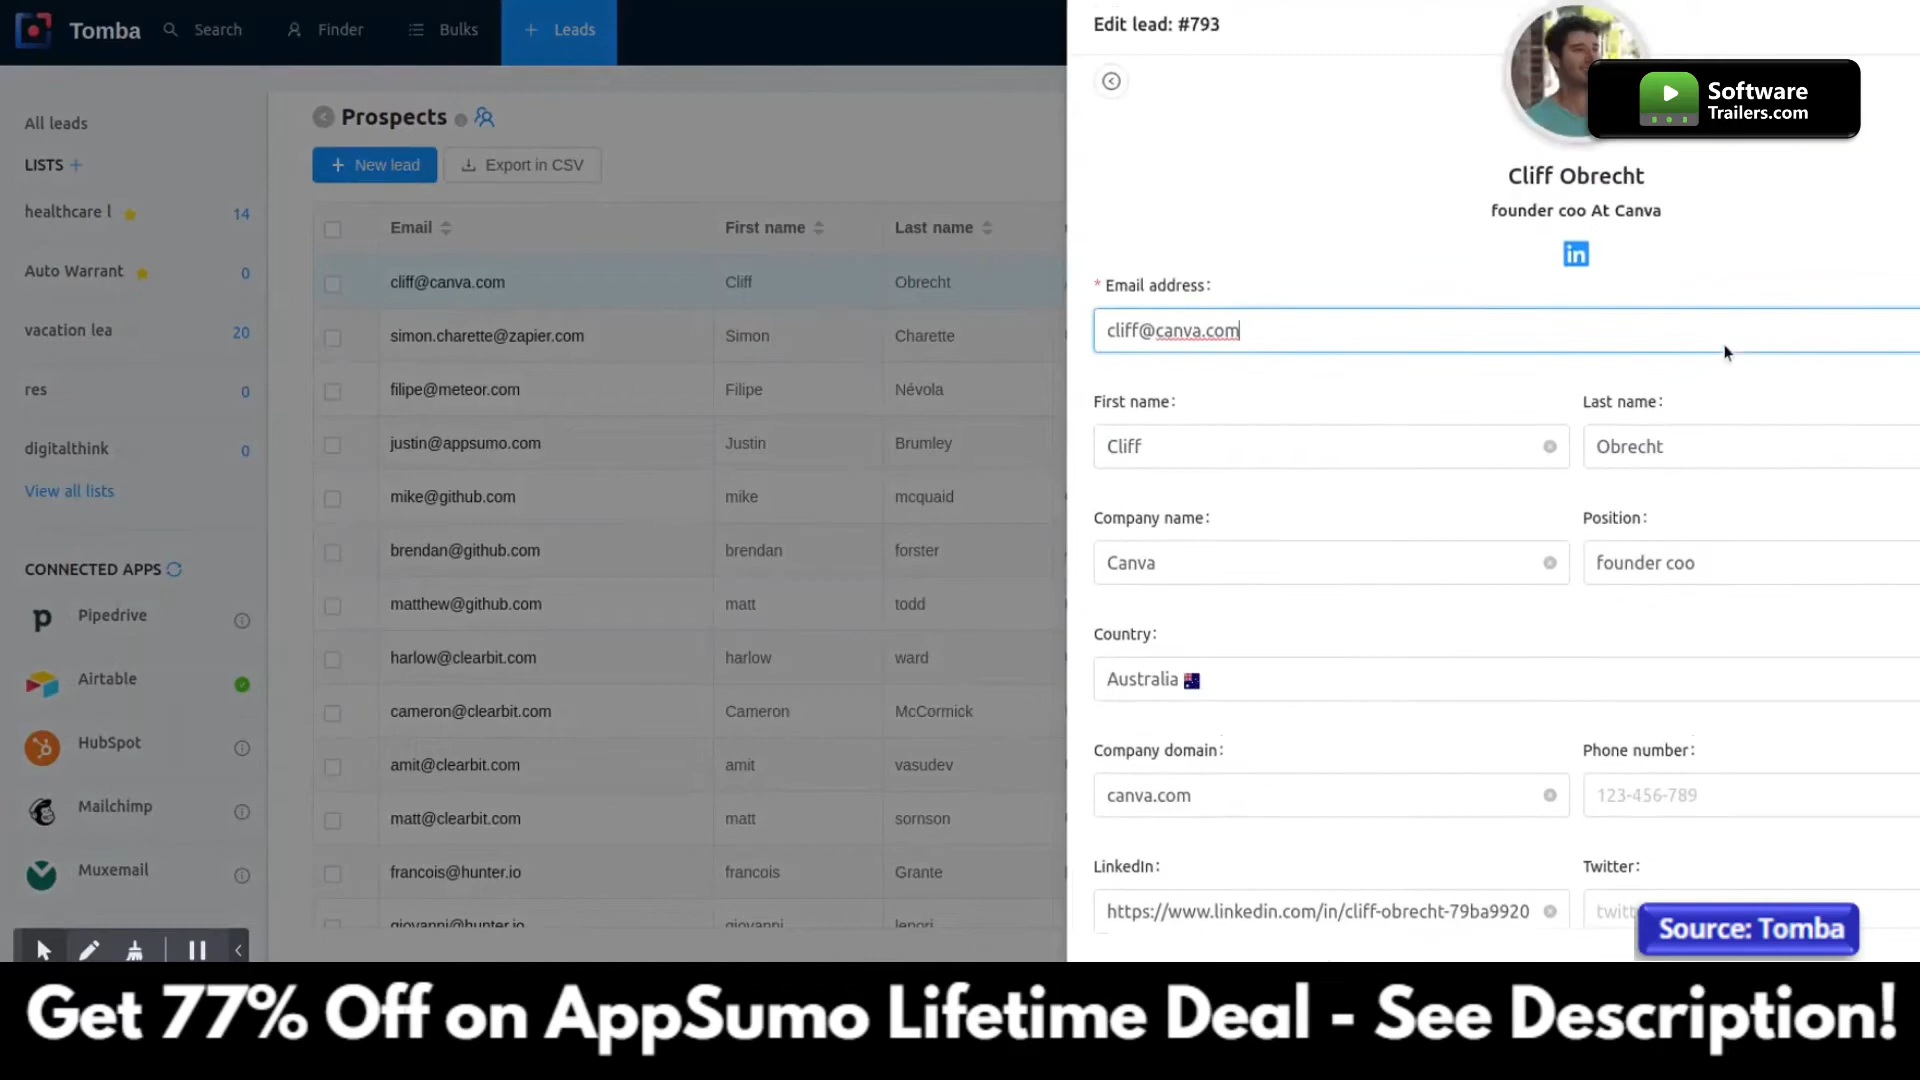 Tomba
Search
Finder
Bulks
+ Leads
All leads
LISTS +
healthcare l 14
Auto Warrant 0
vacation lea 20
res 0
digitalthink 0
View all lists
CONNECTED APPS
Pipedrive
Airtable
HubSpot
Mailchimp
Muxemail
Prospects
+ New lead
Export in CSV
Email First name Last name
cliff@canva.com Cliff Obrecht
simon.charette@zapier.com Simon Charette
filipe@meteor.com Filipe Névola
justin@appsumo.com Justin Brumley
mike@github.com mike mcquaid
brendan@github.com brendan forster
matthew@github.com matt todd
harlow@clearbit.com harlow ward
cameron@clearbit.com Cameron McCormick
amit@clearbit.com amit vasudev
matt@clearbit.com matt sornson
francois@hunter.io francois Grante
giovanni@hunter.io giovanni lepori
Edit lead: #793
Software
Trailers.com
Cliff Obrecht
founder coo At Canva
in
* Email address:
cliff@canva.com
First name: Last name:
Cliff Obrecht
Company name: Position:
Canva founder coo
Country:
Australia
Company domain: Phone number:
canva.com 123-456-789
LinkedIn: Twitter:
https://www.linkedin.com/in/cliff-obrecht-79ba9920
Source: Tomba
Get 77% Off on AppSumo Lifetime Deal - See Description!